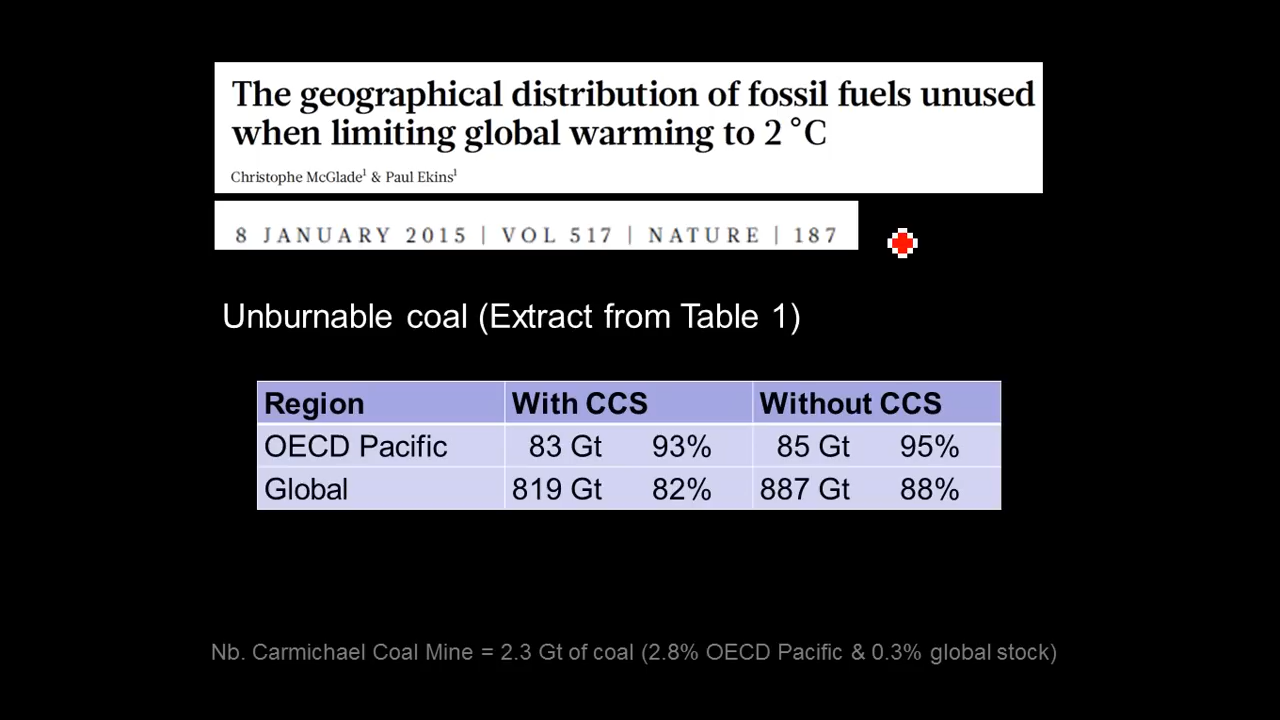 The geographical distribution of fossil fuels unused
when limiting global warming to 2 °C
Christophe McGlade¹ & Paul Ekins¹
8 JANUARY 2015 | VOL 517 | NATURE | 187
Unburnable coal (Extract from Table 1)
Region With CCS Without CCS
OECD Pacific 83 Gt 93% 85 Gt 95%
Global 819 Gt 82% 887 Gt 88%
Nb. Carmichael Coal Mine = 2.3 Gt of coal (2.8% OECD Pacific & 0.3% global stock)